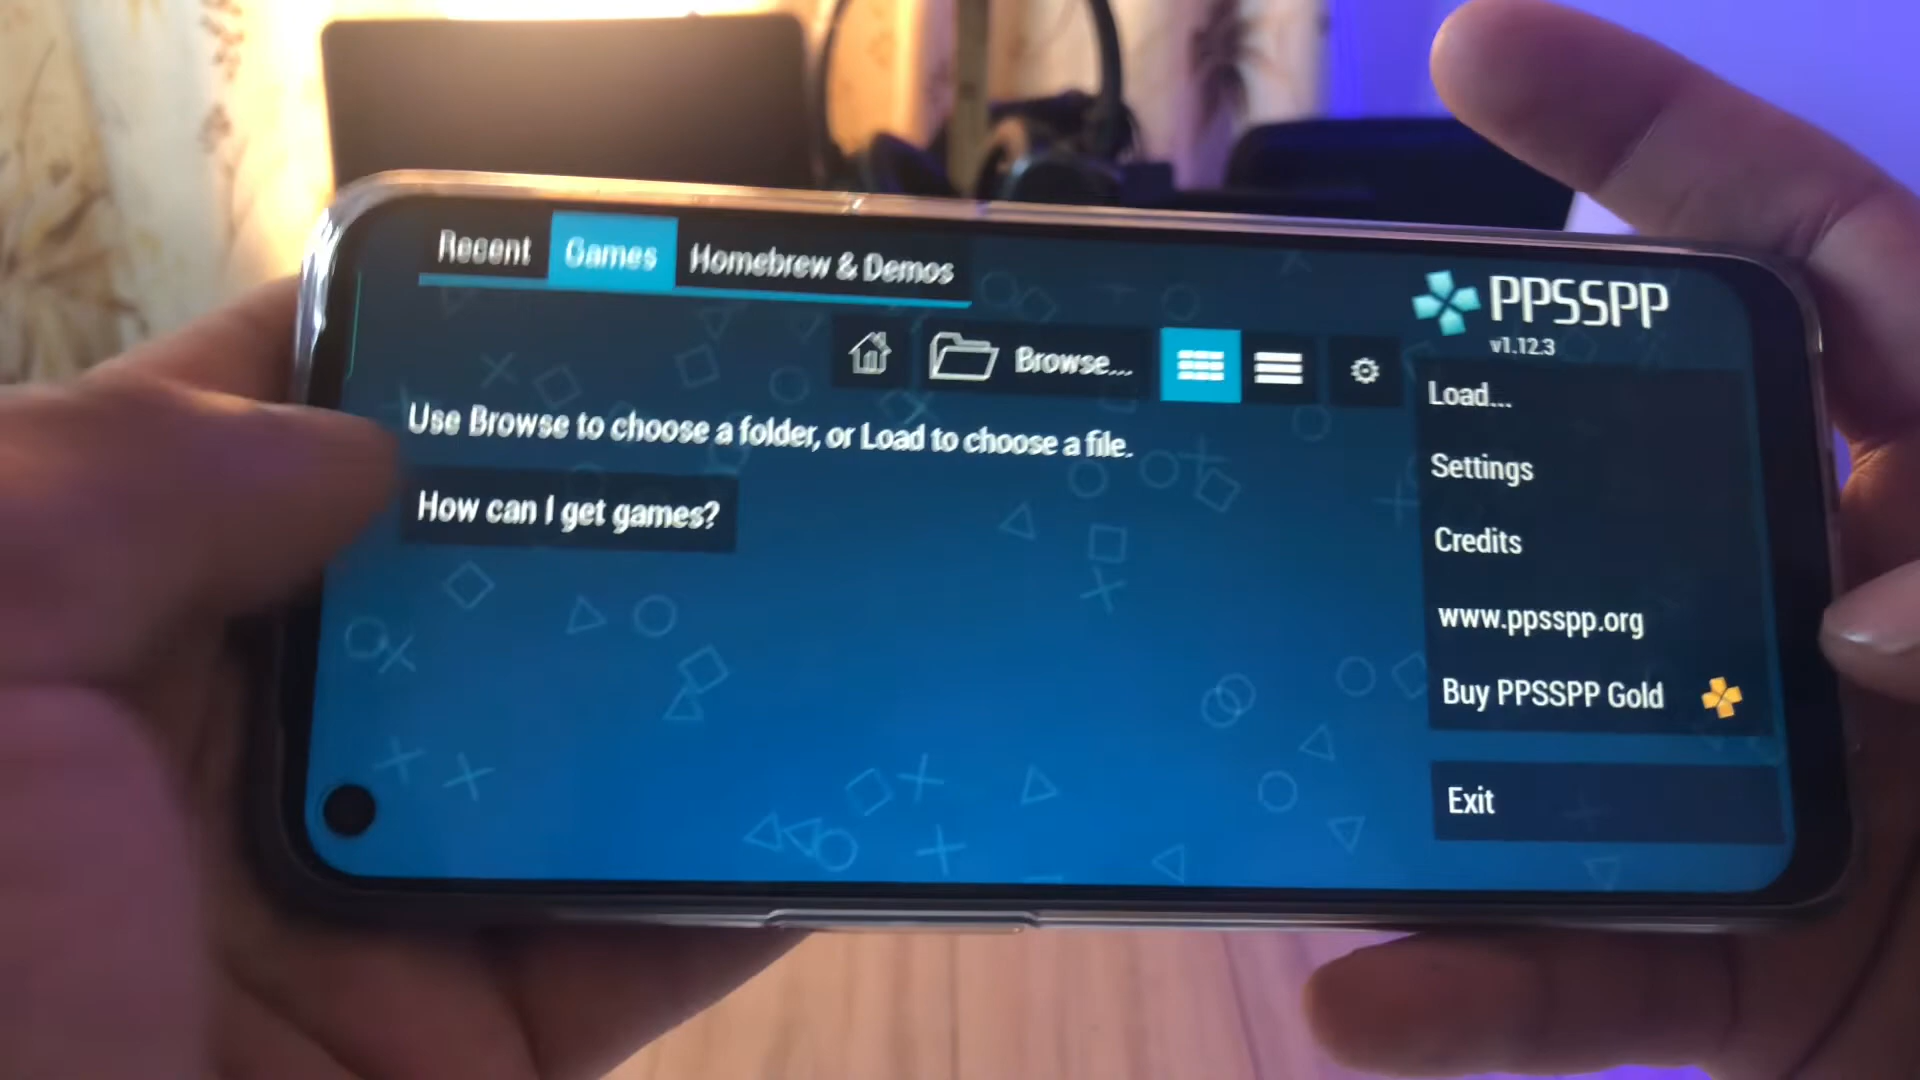 Recent Games Homebrew & Demos
Browse...
Use Browse to choose a folder, or Load to choose a file.
How can I get games?
PPSSPP
v1.12.3
Load...
Settings
Credits
www.ppsspp.org
Buy PPSSPP Gold
Exit